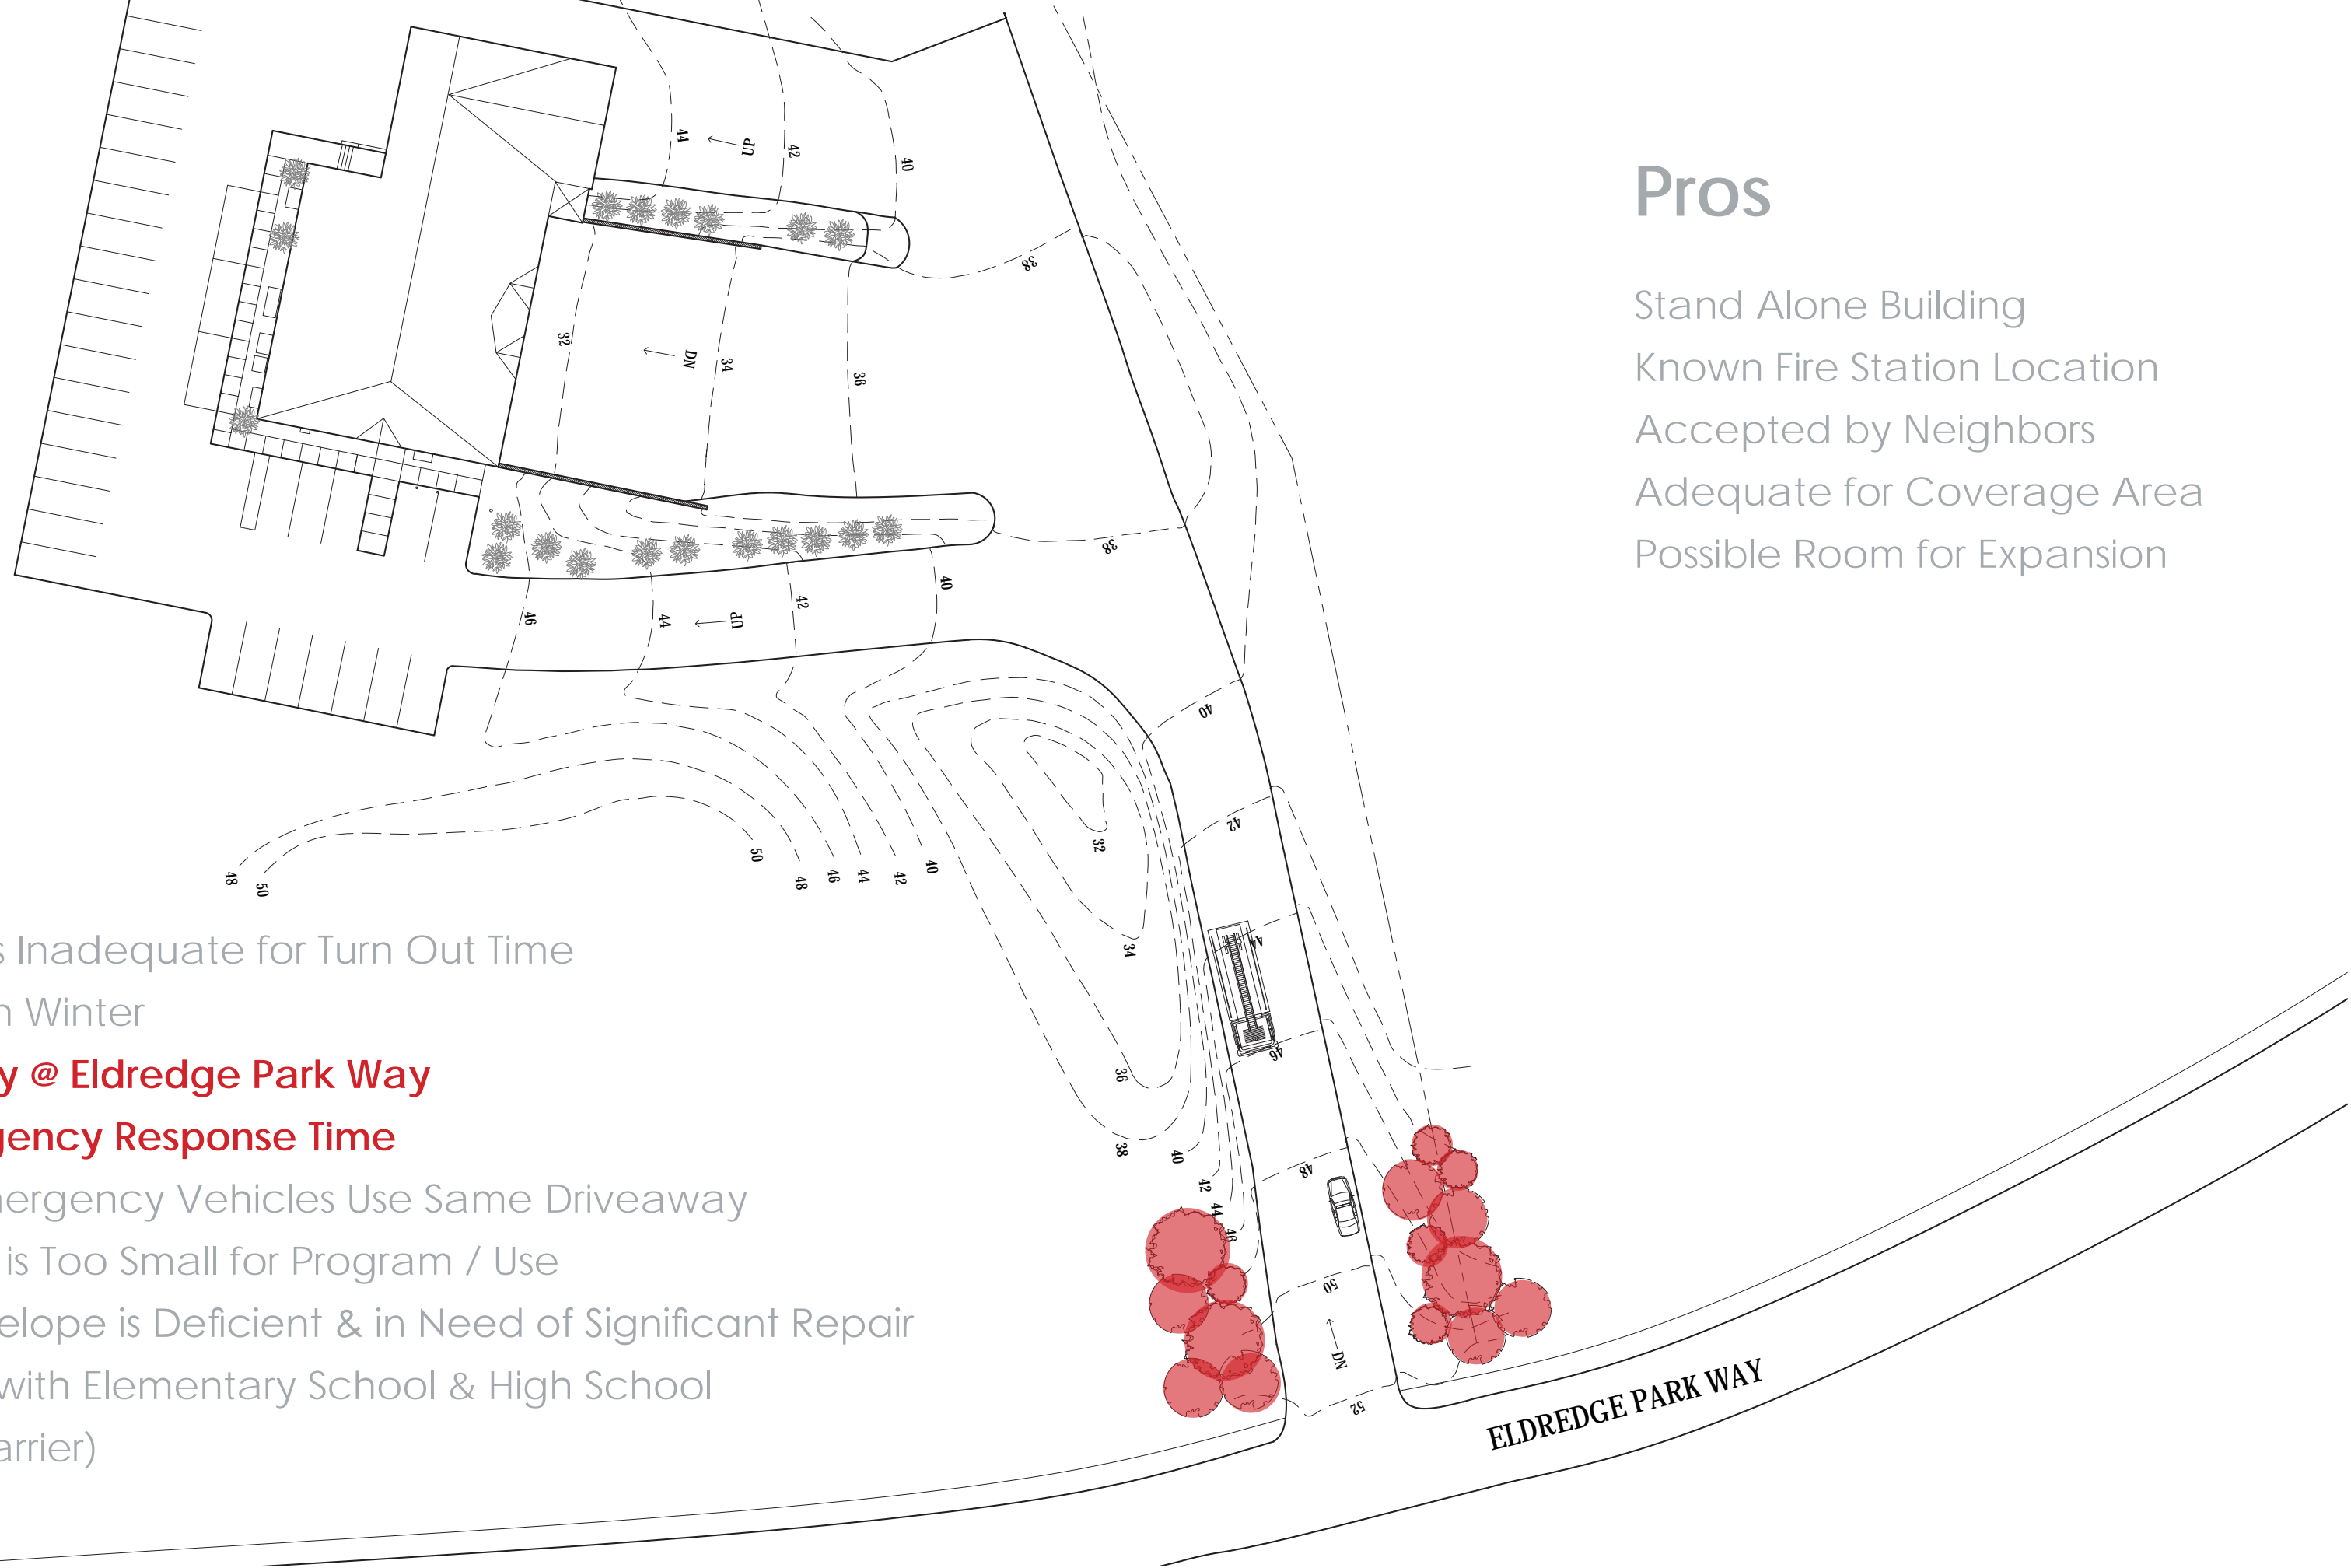 Pros
Stand Alone Building
Known Fire Station Location
Accepted by Neighbors
Adequate for Coverage Area
Possible Room for Expansion
44
UP
42
40
38
32
DN
34
36
38
46
44
UP
42
40
40
42
48
50
50
48
46
44
42
40
32
34
44
46
36
38
40
42
44
46
48
50
DN
52
s Inadequate for Turn Out Time
n Winter
y @ Eldredge Park Way
gency Response Time
mergency Vehicles Use Same Driveaway
is Too Small for Program / Use
elope is Deficient & in Need of Significant Repair
with Elementary School & High School
arrier)
ELDREDGE PARK WAY